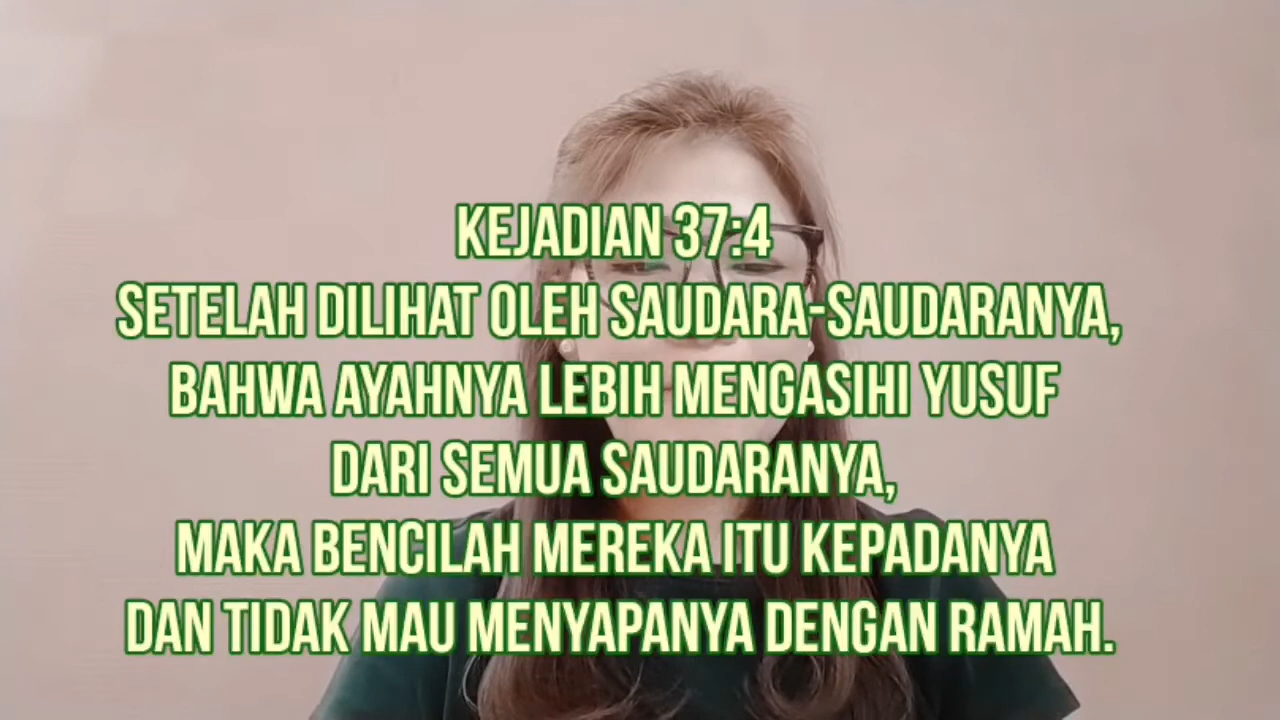 KEJADIAN 37:4
SETELAH DILIHAT OLEH SAUDARA-SAUDARANYA,
BAHWA AYAHNYA LEBIH MENGASIHI YUSUF
DARI SEMUA SAUDARANYA,
MAKA BENCILAH MEREKA ITU KEPADANYA
DAN TIDAK MAU MENYAPANYA DENGAN RAMAH.